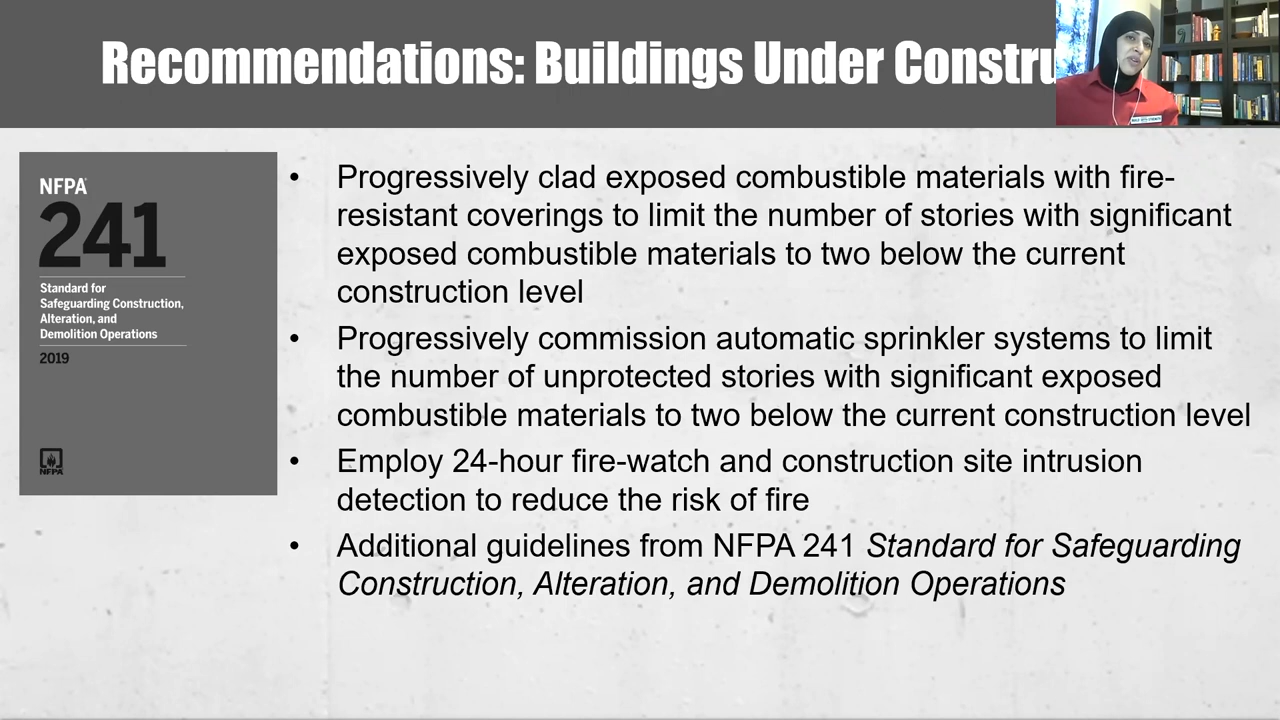 Recommendations: Buildings Under Constru
NFPA
241
Standard for
Safeguarding Construction,
Alteration, and
Demolition Operations
2019
NFPA
• Progressively clad exposed combustible materials with fire-
resistant coverings to limit the number of stories with significant
exposed combustible materials to two below the current
construction level
• Progressively commission automatic sprinkler systems to limit
the number of unprotected stories with significant exposed
combustible materials to two below the current construction level
• Employ 24-hour fire-watch and construction site intrusion
detection to reduce the risk of fire
• Additional guidelines from NFPA 241 Standard for Safeguarding
Construction, Alteration, and Demolition Operations